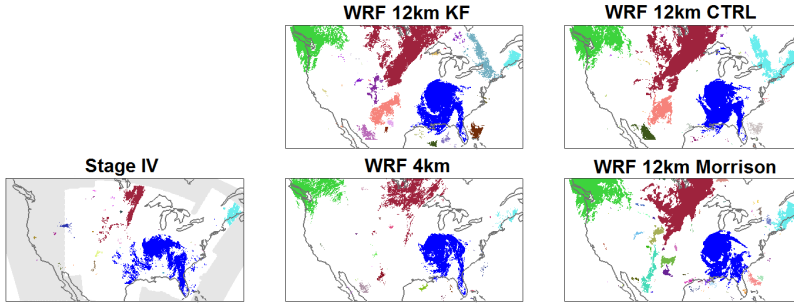 WRF 12km KF
WRF 12km CTRL
Stage IV
WRF 4km
WRF 12km Morrison